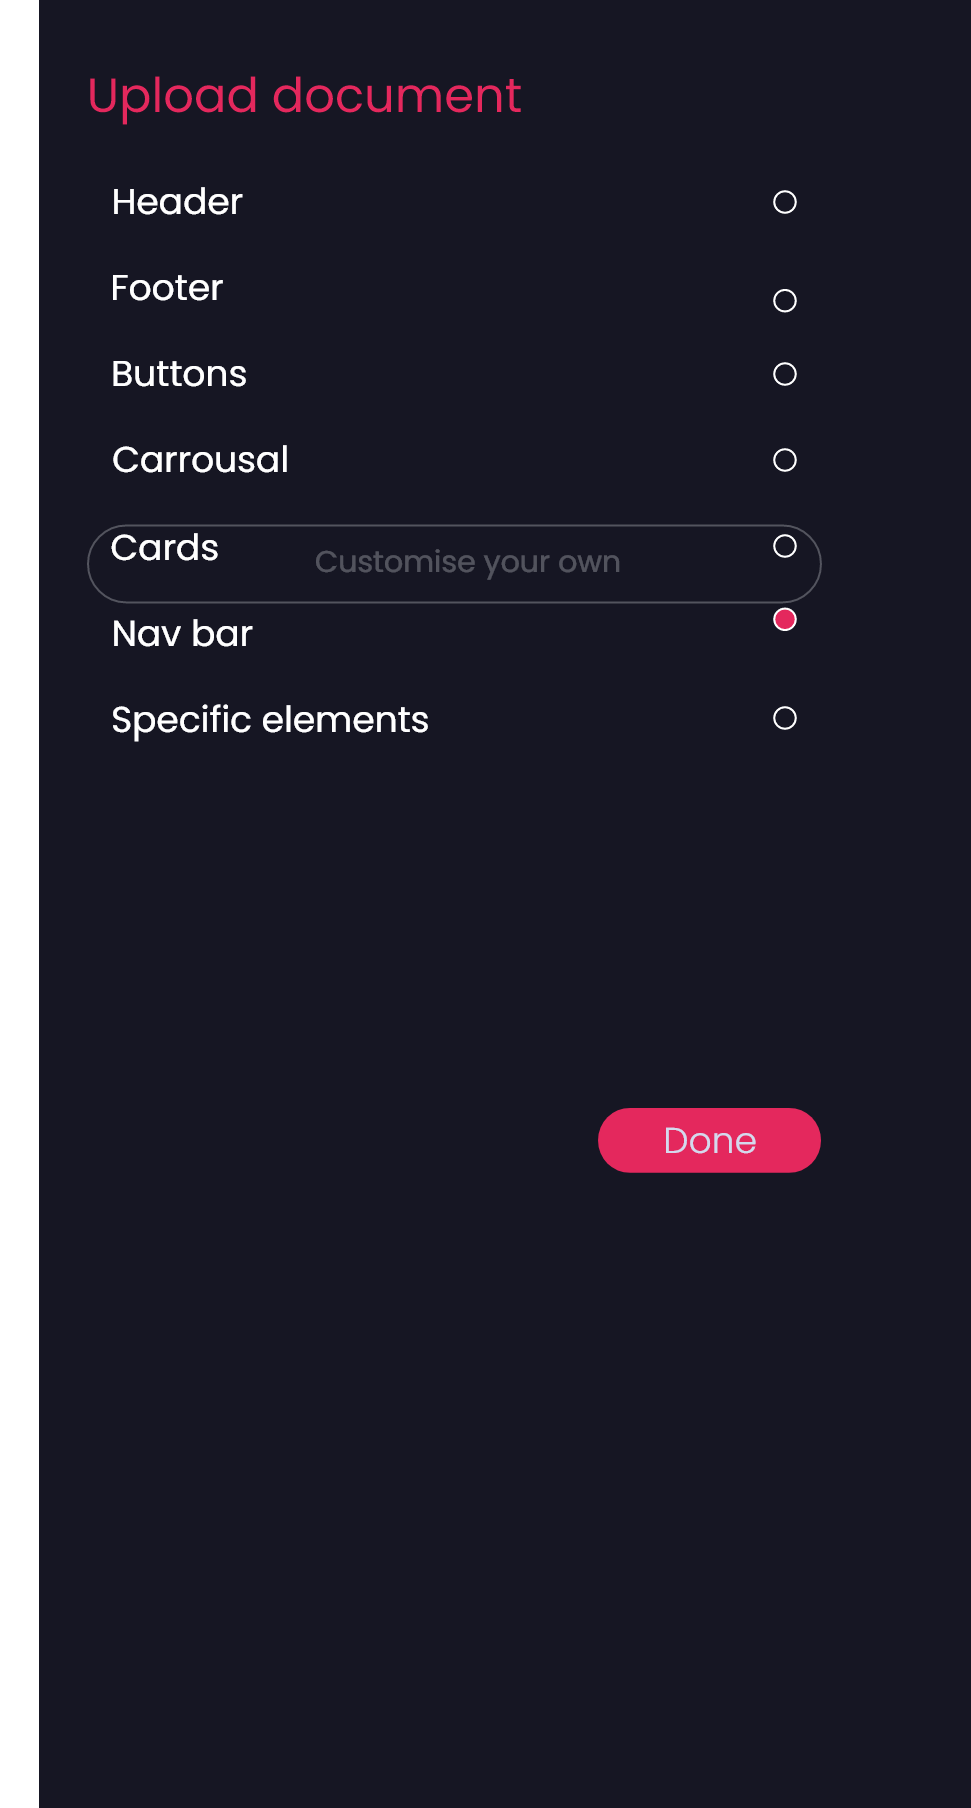 Upload document
Header
Footer
Buttons
Carrousal
Cards
Customise your own
Nav bar
Specific elements
Done